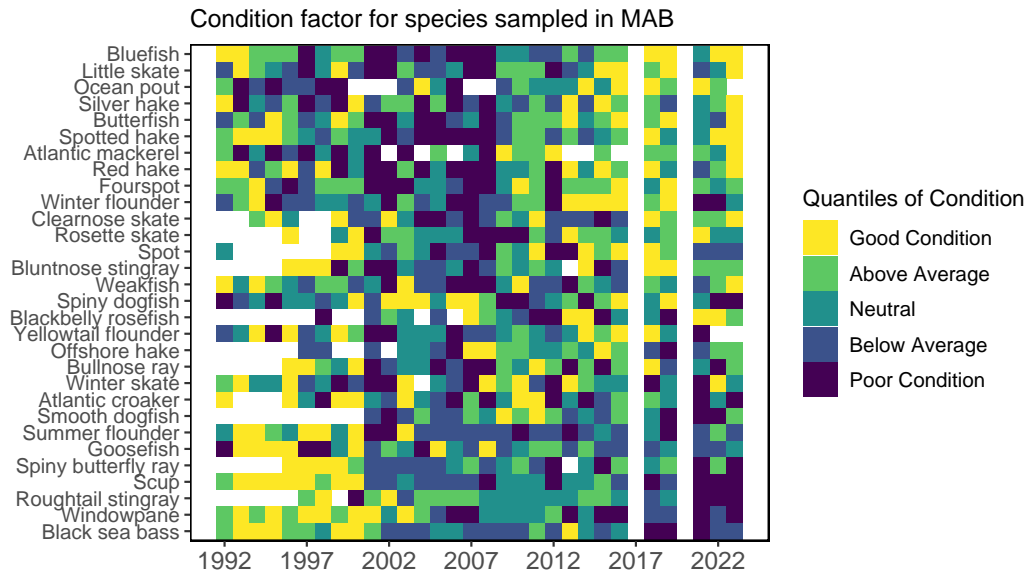 Condition factor for species sampled in MAB
Bluefish
Little skate
Ocean pout
Silver hake
Butterfish
Spotted hake
Atlantic mackerel
Red hake
Fourspot
Winter flounder
Clearnose skate
Rosette skate
Spot
Bluntnose stingray
Weakfish
Spiny dogfish
Blackbelly rosefish
Yellowtail flounder
Offshore hake
Bullnose ray
Winter skate
Atlantic croaker
Smooth dogfish
Summer flounder
Goosefish
Spiny butterfly ray
Scup
Roughtail stingray
Windowpane
Black sea bass
1992 1997 2002 2007 2012 2017 2022
Quantiles of Condition
Good Condition
Above Average
Neutral
Below Average
Poor Condition